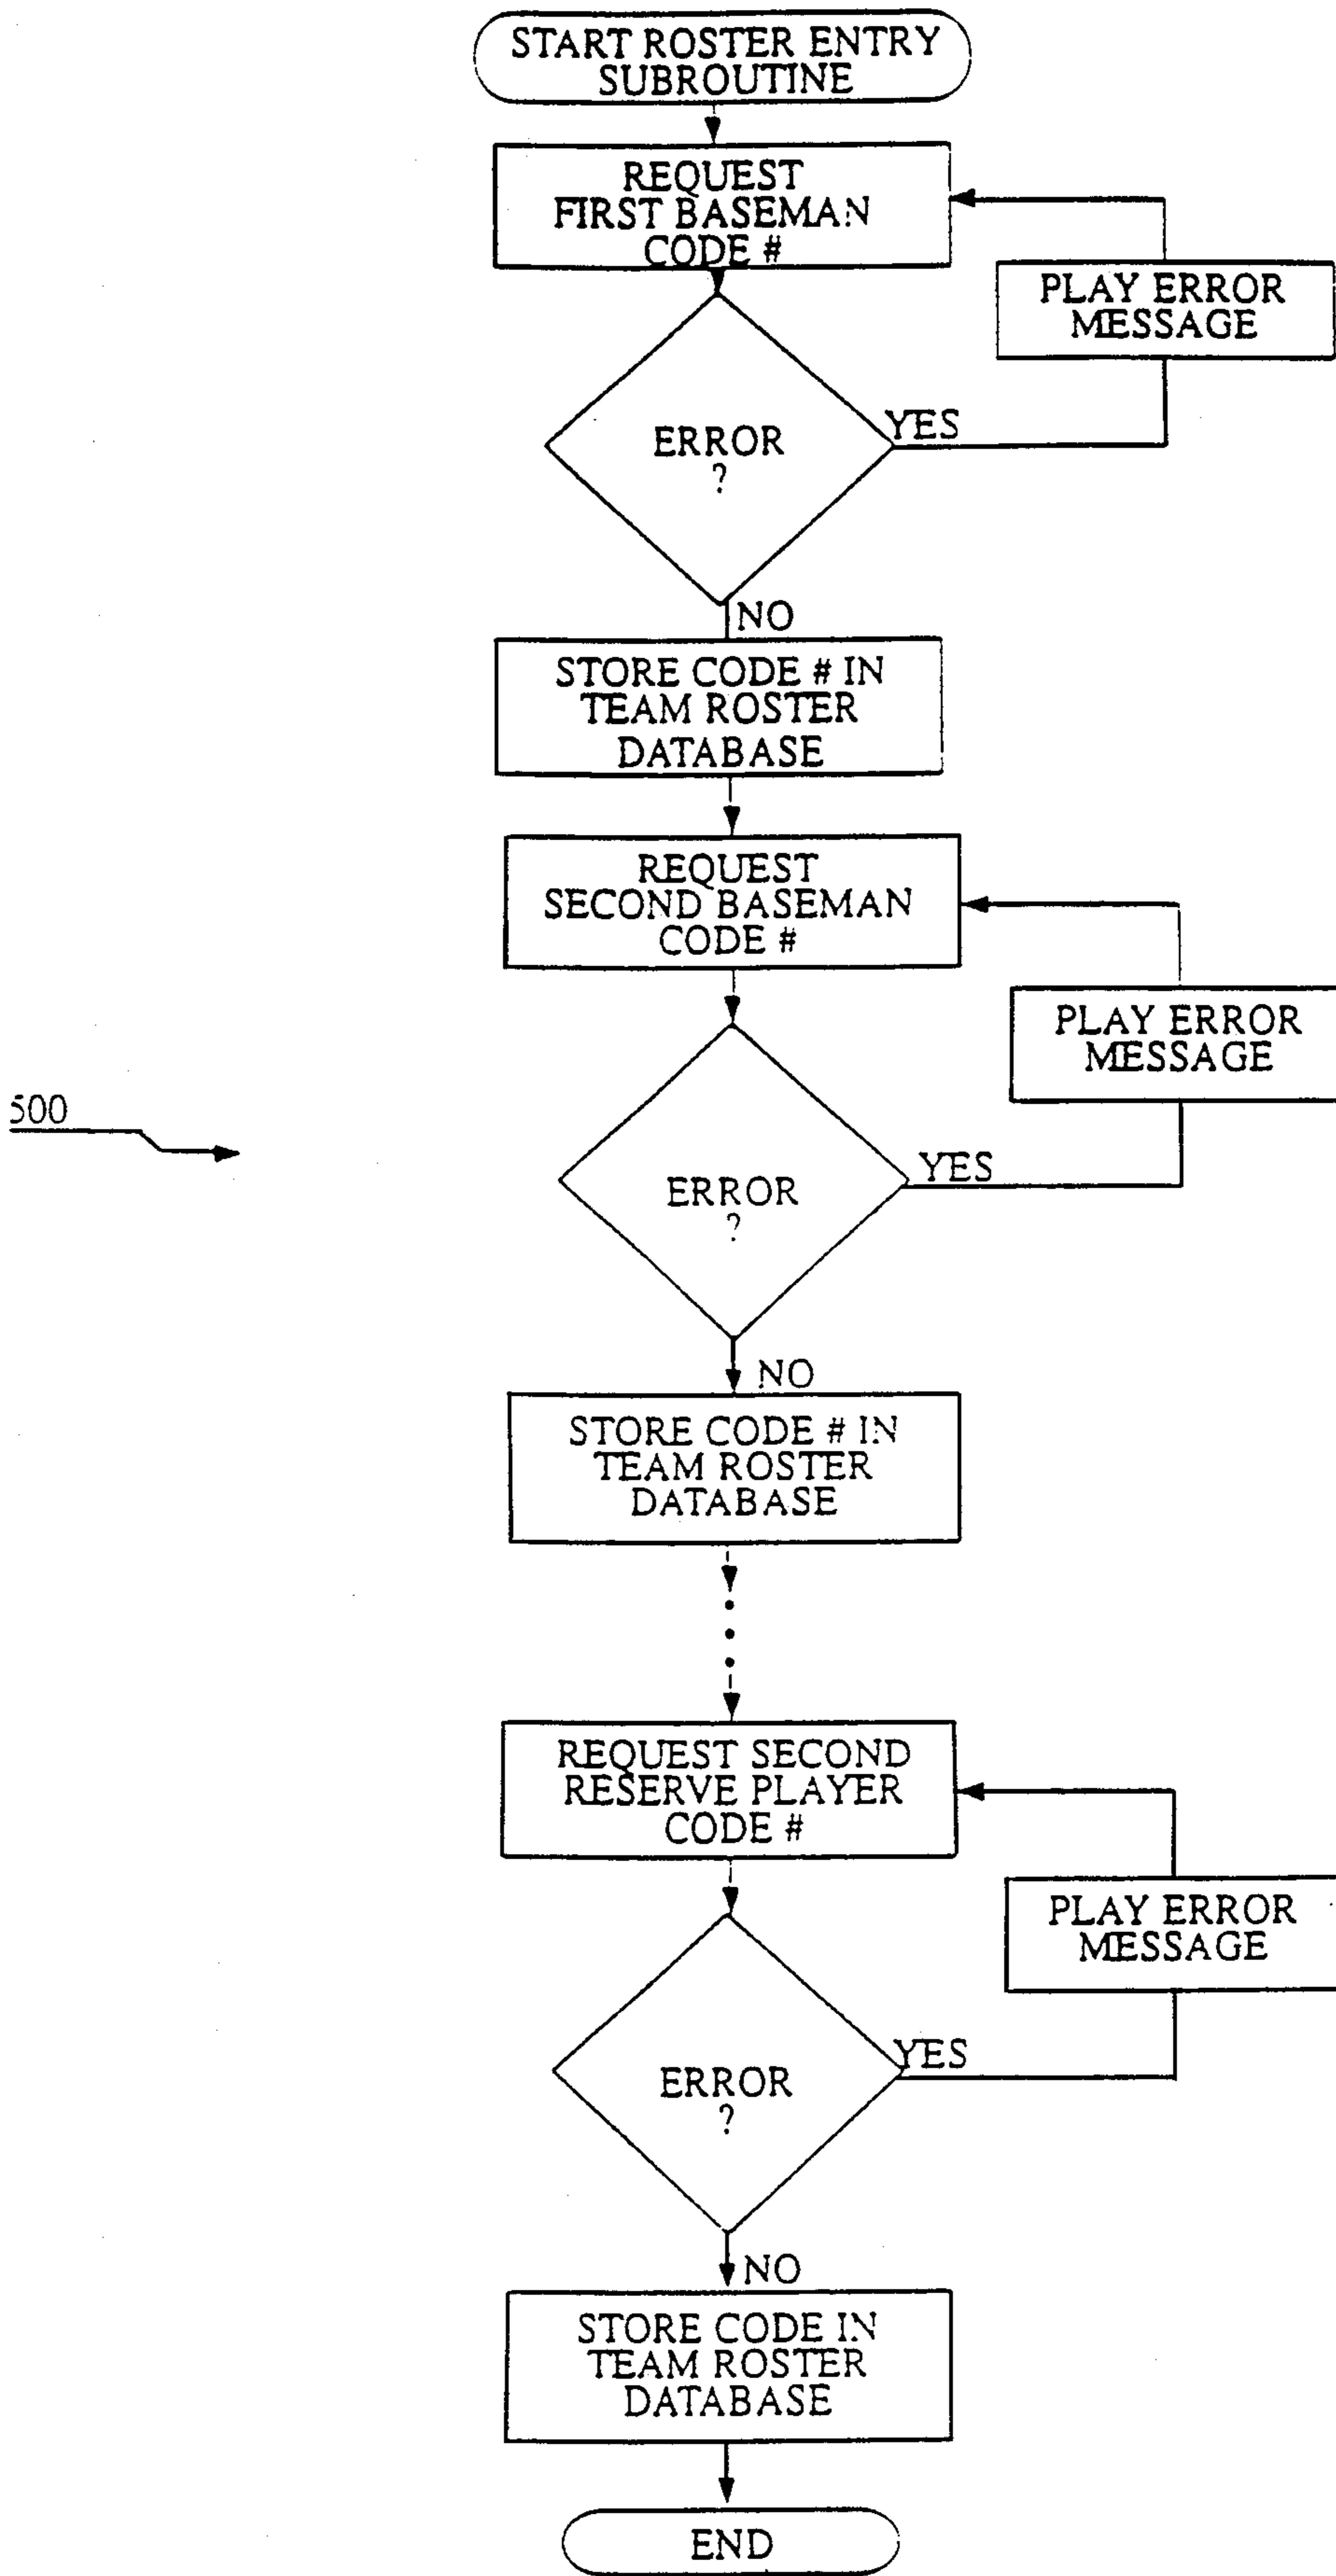 START ROSTER ENTRY
SUBROUTINE
REQUEST
FIRST BASEMAN
CODE #
PLAY ERROR
MESSAGE
ERROR
?
YES
NO
STORE CODE # IN
TEAM ROSTER
DATABASE
REQUEST
SECOND BASEMAN
CODE #
PLAY ERROR
MESSAGE
500
ERROR
?
YES
NO
STORE CODE # IN
TEAM ROSTER
DATABASE
REQUEST SECOND
RESERVE PLAYER
CODE #
PLAY ERROR
MESSAGE
ERROR
?
YES
NO
STORE CODE IN
TEAM ROSTER
DATABASE
END